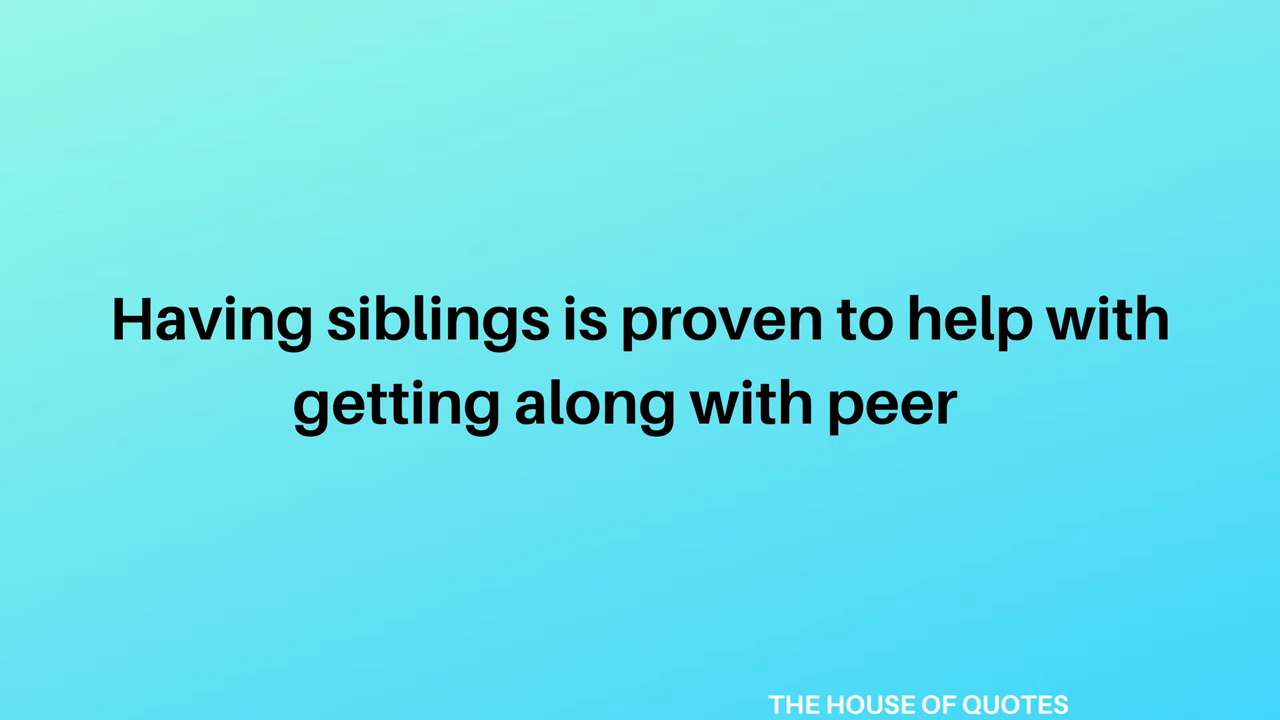 Having siblings is proven to help with
getting along with peer
THE HOUSE OF QUOTES